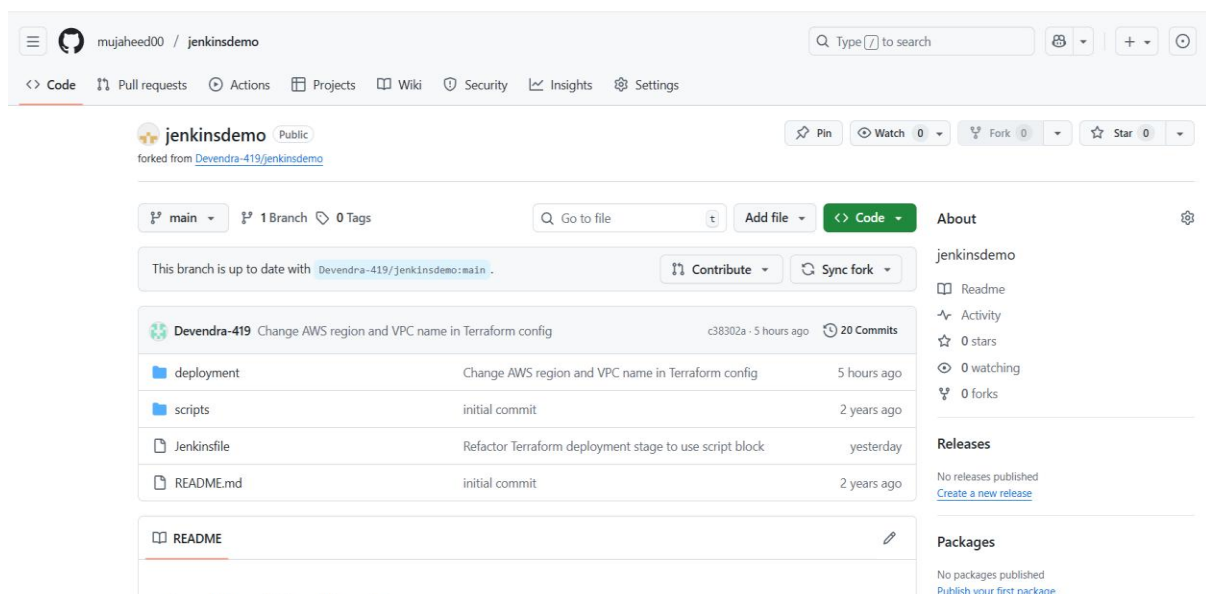 mujaheed00 / jenkinsdemo
Type / to search
Code Pull requests Actions Projects Wiki Security Insights Settings
jenkinsdemo Public
Pin Watch 0 Fork 0 Star 0
forked from Devendra-419/jenkinsdemo
main 1 Branch 0 Tags
Go to file t Add file Code
This branch is up to date with Devendra-419/jenkinsdemo:main .
Contribute Sync fork
Devendra-419 Change AWS region and VPC name in Terraform config c38302a · 5 hours ago 20 Commits
deployment Change AWS region and VPC name in Terraform config 5 hours ago
scripts initial commit 2 years ago
Jenkinsfile Refactor Terraform deployment stage to use script block yesterday
README.md initial commit 2 years ago
README
About
jenkinsdemo
Readme
Activity
0 stars
0 watching
0 forks
Releases
No releases published
Create a new release
Packages
No packages published
Publish your first package